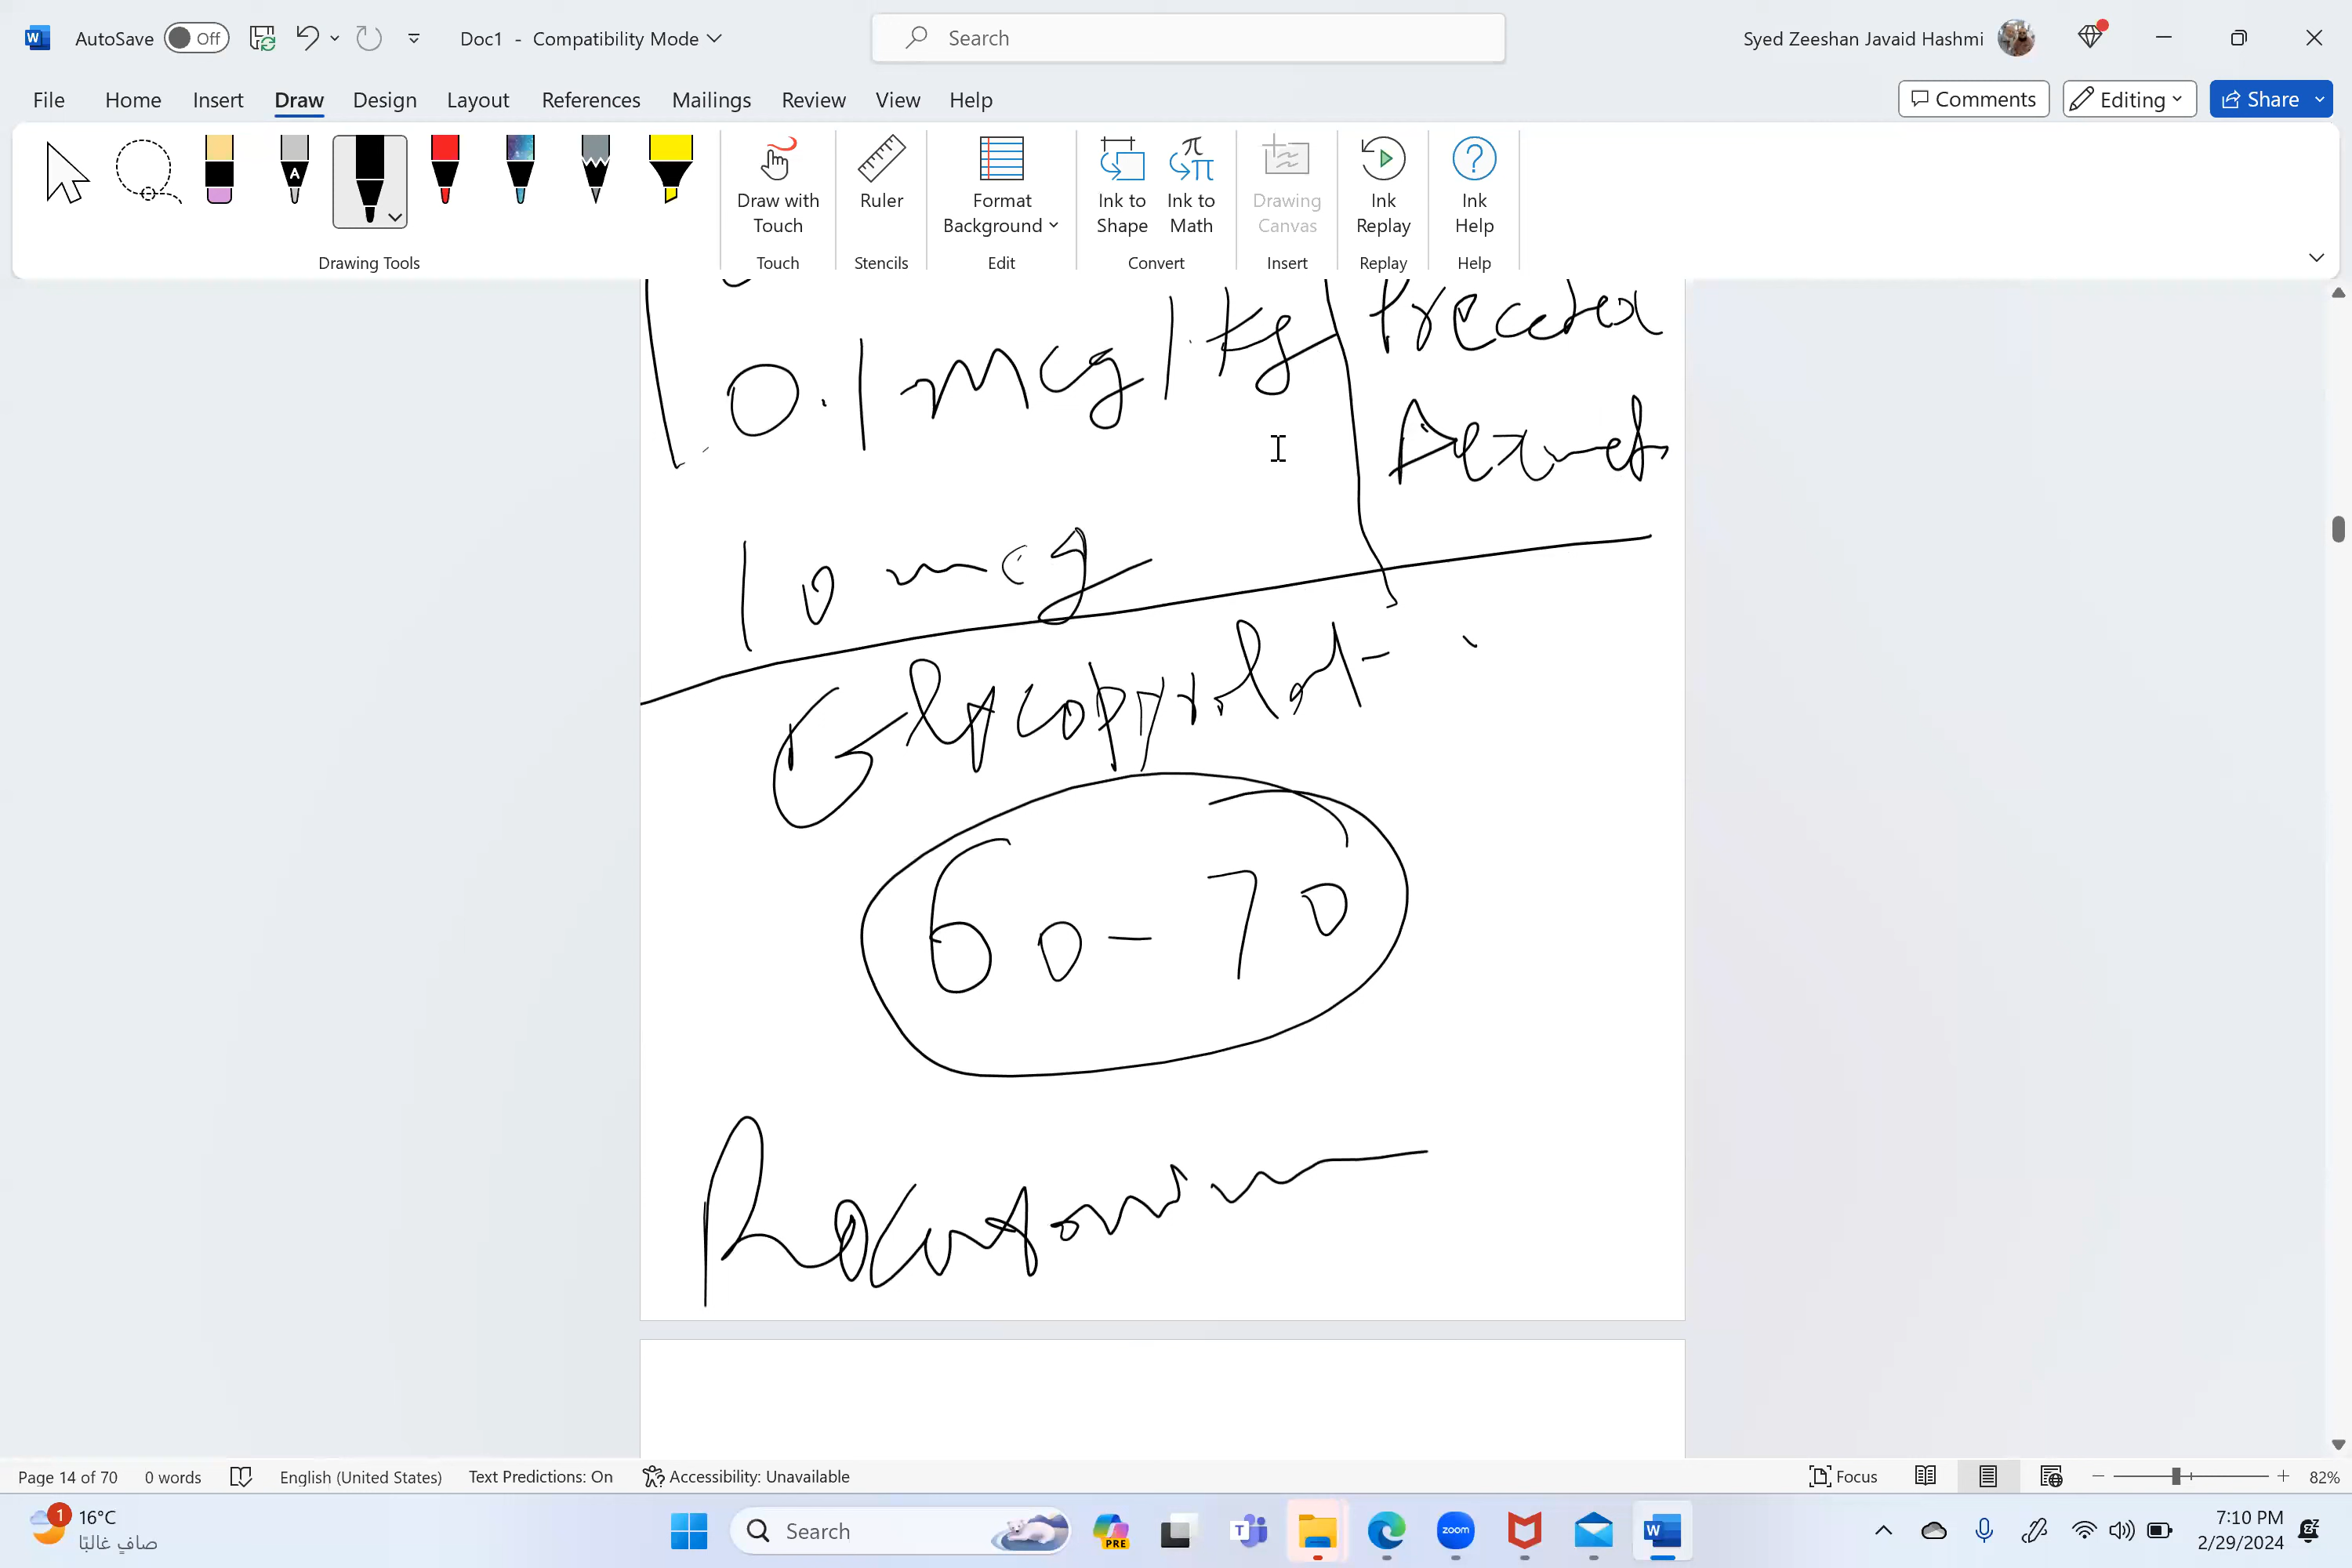 AutoSave Off Doc1 - Compatibility Mode Search Syed Zeeshan Javaid Hashmi
File Home Insert Draw Design Layout References Mailings Review View Help Comments Editing Share
A
Draw with Touch Ruler Format Background Ink to Shape Ink to Math Drawing Canvas Ink Replay Ink Help
Drawing Tools Touch Stencils Edit Convert Insert Replay Help
0.1 mcg/kg
10 mcg
60-70
Page 14 of 70 0 words English (United States) Text Predictions: On Accessibility: Unavailable Focus 82%
1 16°C
صافٍ غالبًا
Search PRE T zoom W
7:10 PM
2/29/2024